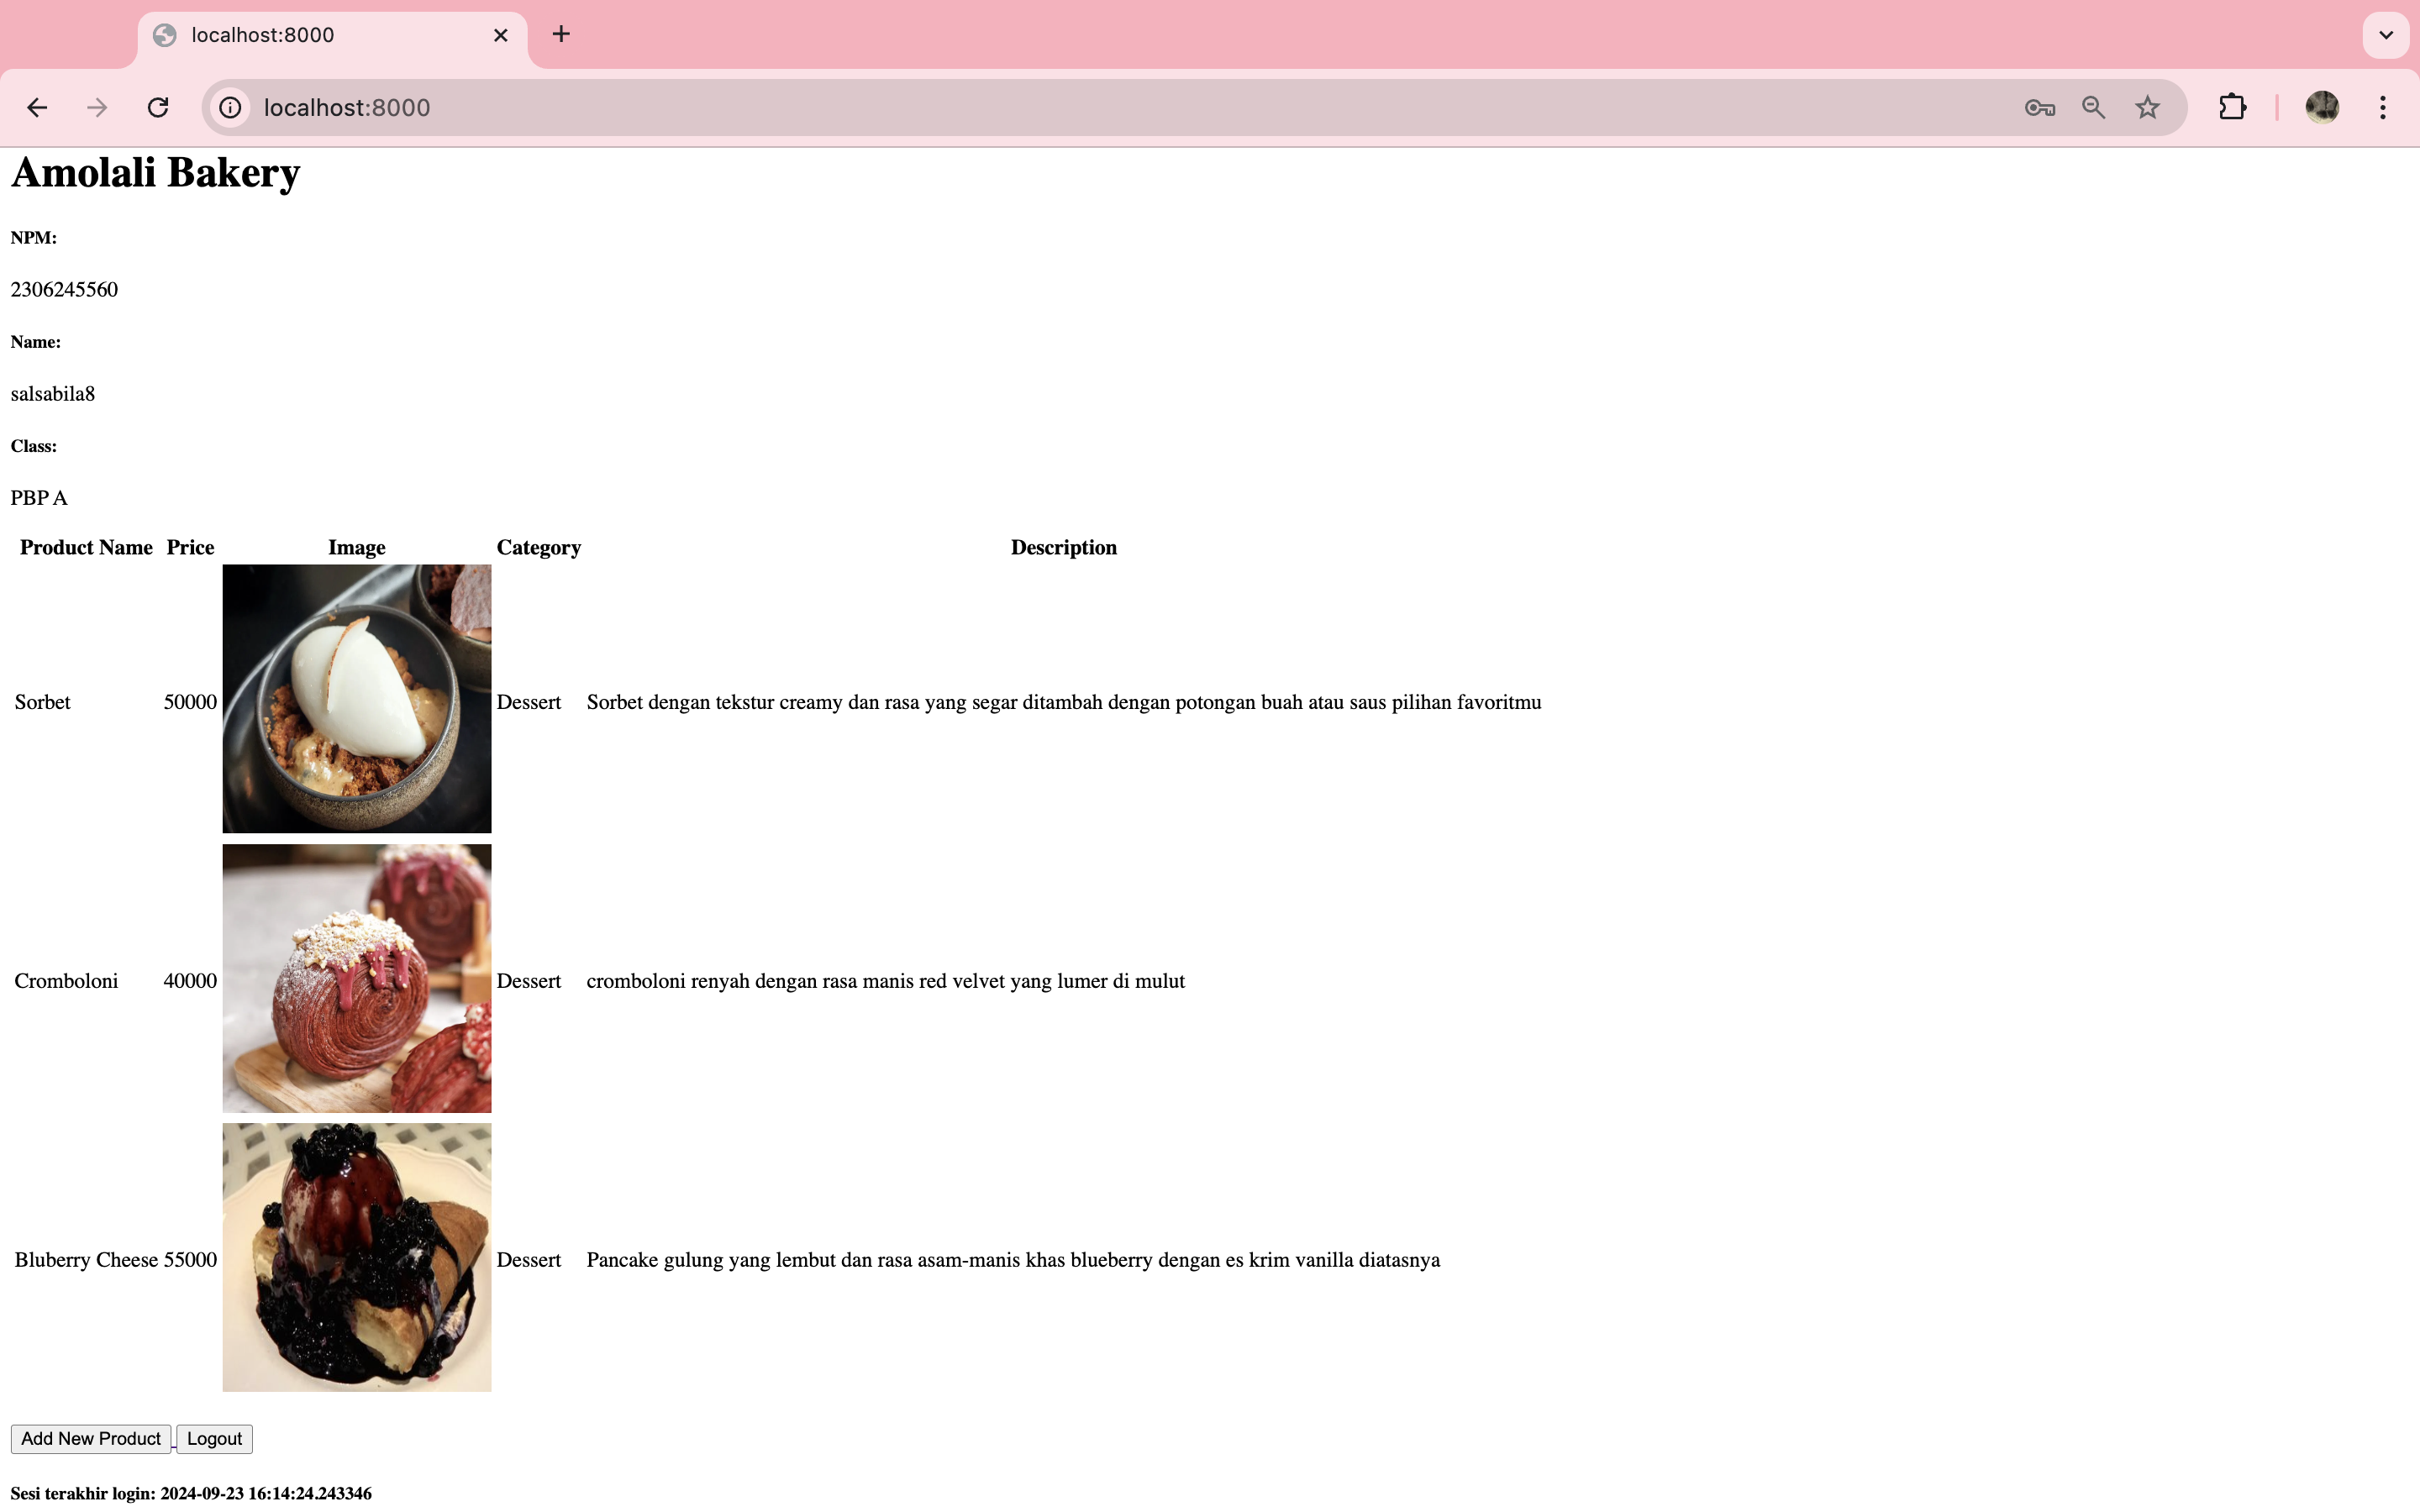 localhost:8000
localhost:8000
Amolali Bakery
NPM:
2306245560
Name:
salsabila8
Class:
PBP A
Product Name Price Image Category Description
Sorbet 50000 Dessert Sorbet dengan tekstur creamy dan rasa yang segar ditambah dengan potongan buah atau saus pilihan favoritmu
Cromboloni 40000 Dessert cromboloni renyah dengan rasa manis red velvet yang lumer di mulut
Bluberry Cheese 55000 Dessert Pancake gulung yang lembut dan rasa asam-manis khas blueberry dengan es krim vanilla diatasnya
Add New Product Logout
Sesi terakhir login: 2024-09-23 16:14:24.243346